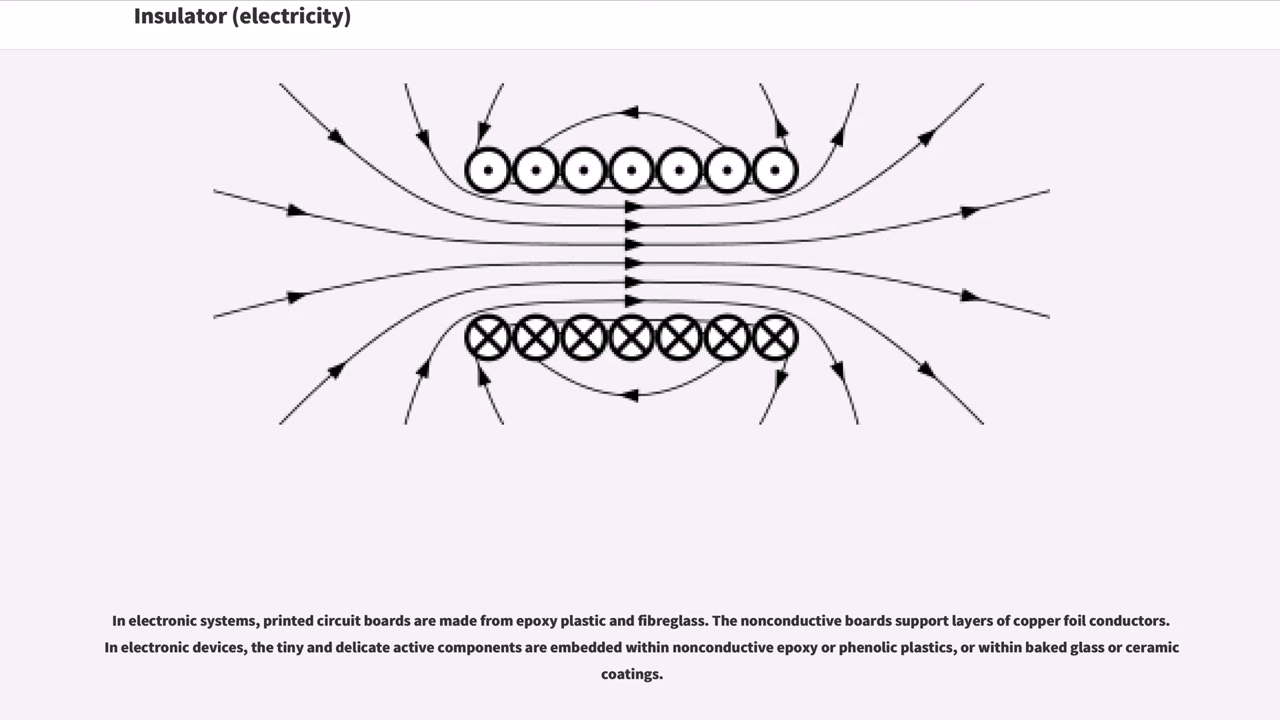 Insulator (electricity)
In electronic systems, printed circuit boards are made from epoxy plastic and fibreglass. The nonconductive boards support layers of copper foil conductors.
In electronic devices, the tiny and delicate active components are embedded within nonconductive epoxy or phenolic plastics, or within baked glass or ceramic
coatings.